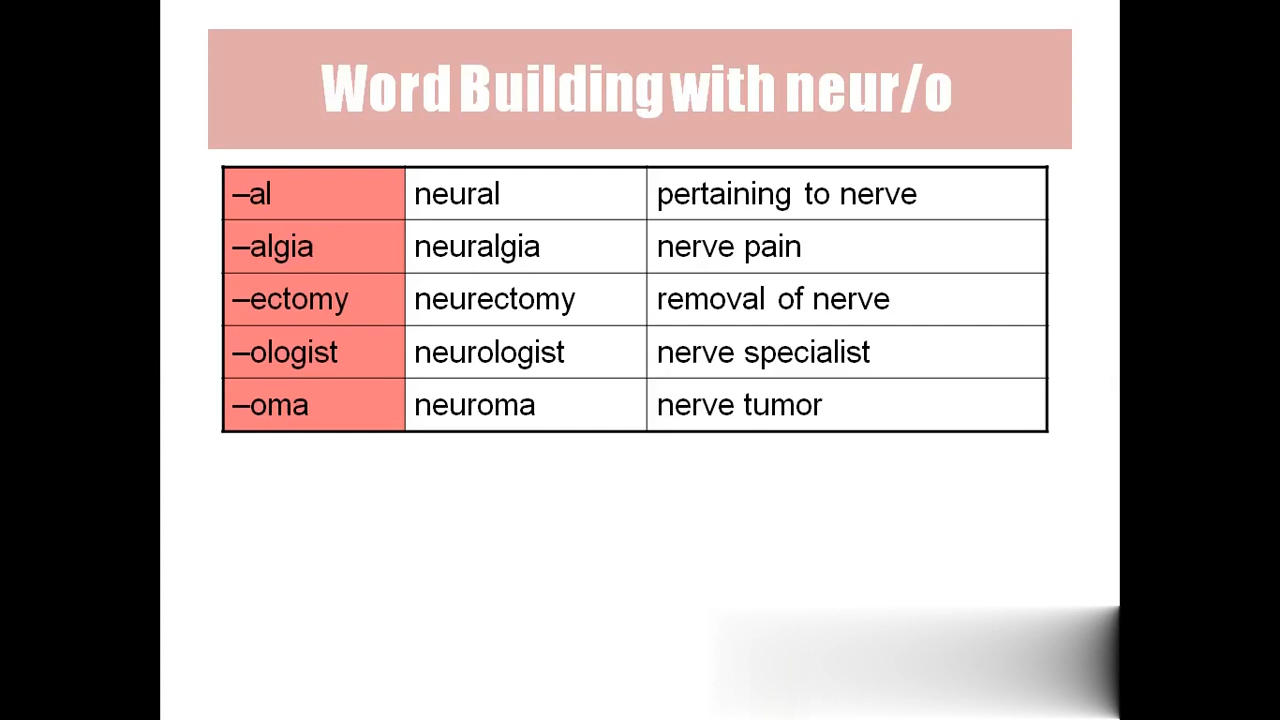 Word Building with neur/o
–al neural pertaining to nerve
–algia neuralgia nerve pain
–ectomy neurectomy removal of nerve
–ologist neurologist nerve specialist
–oma neuroma nerve tumor